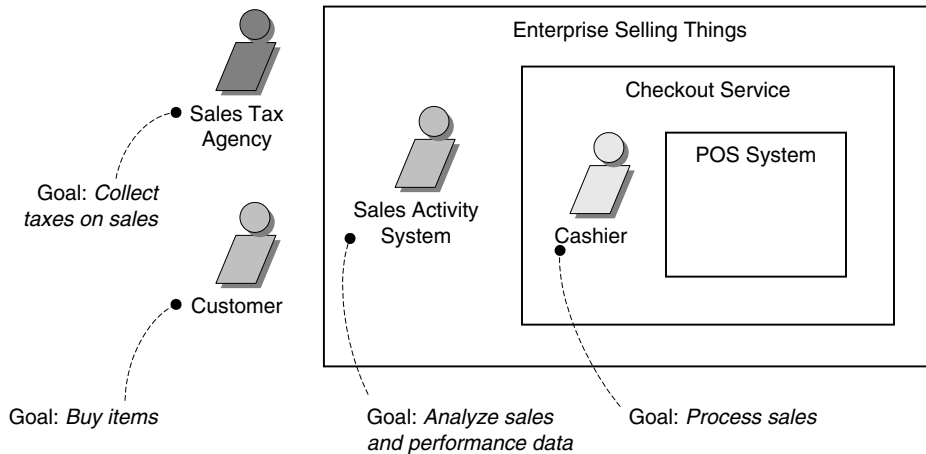 Enterprise Selling Things
Checkout Service
POS System
Sales Tax
Agency
Goal: Collect
taxes on sales
Sales Activity
System
Cashier
Customer
Goal: Buy items
Goal: Analyze sales
and performance data
Goal: Process sales